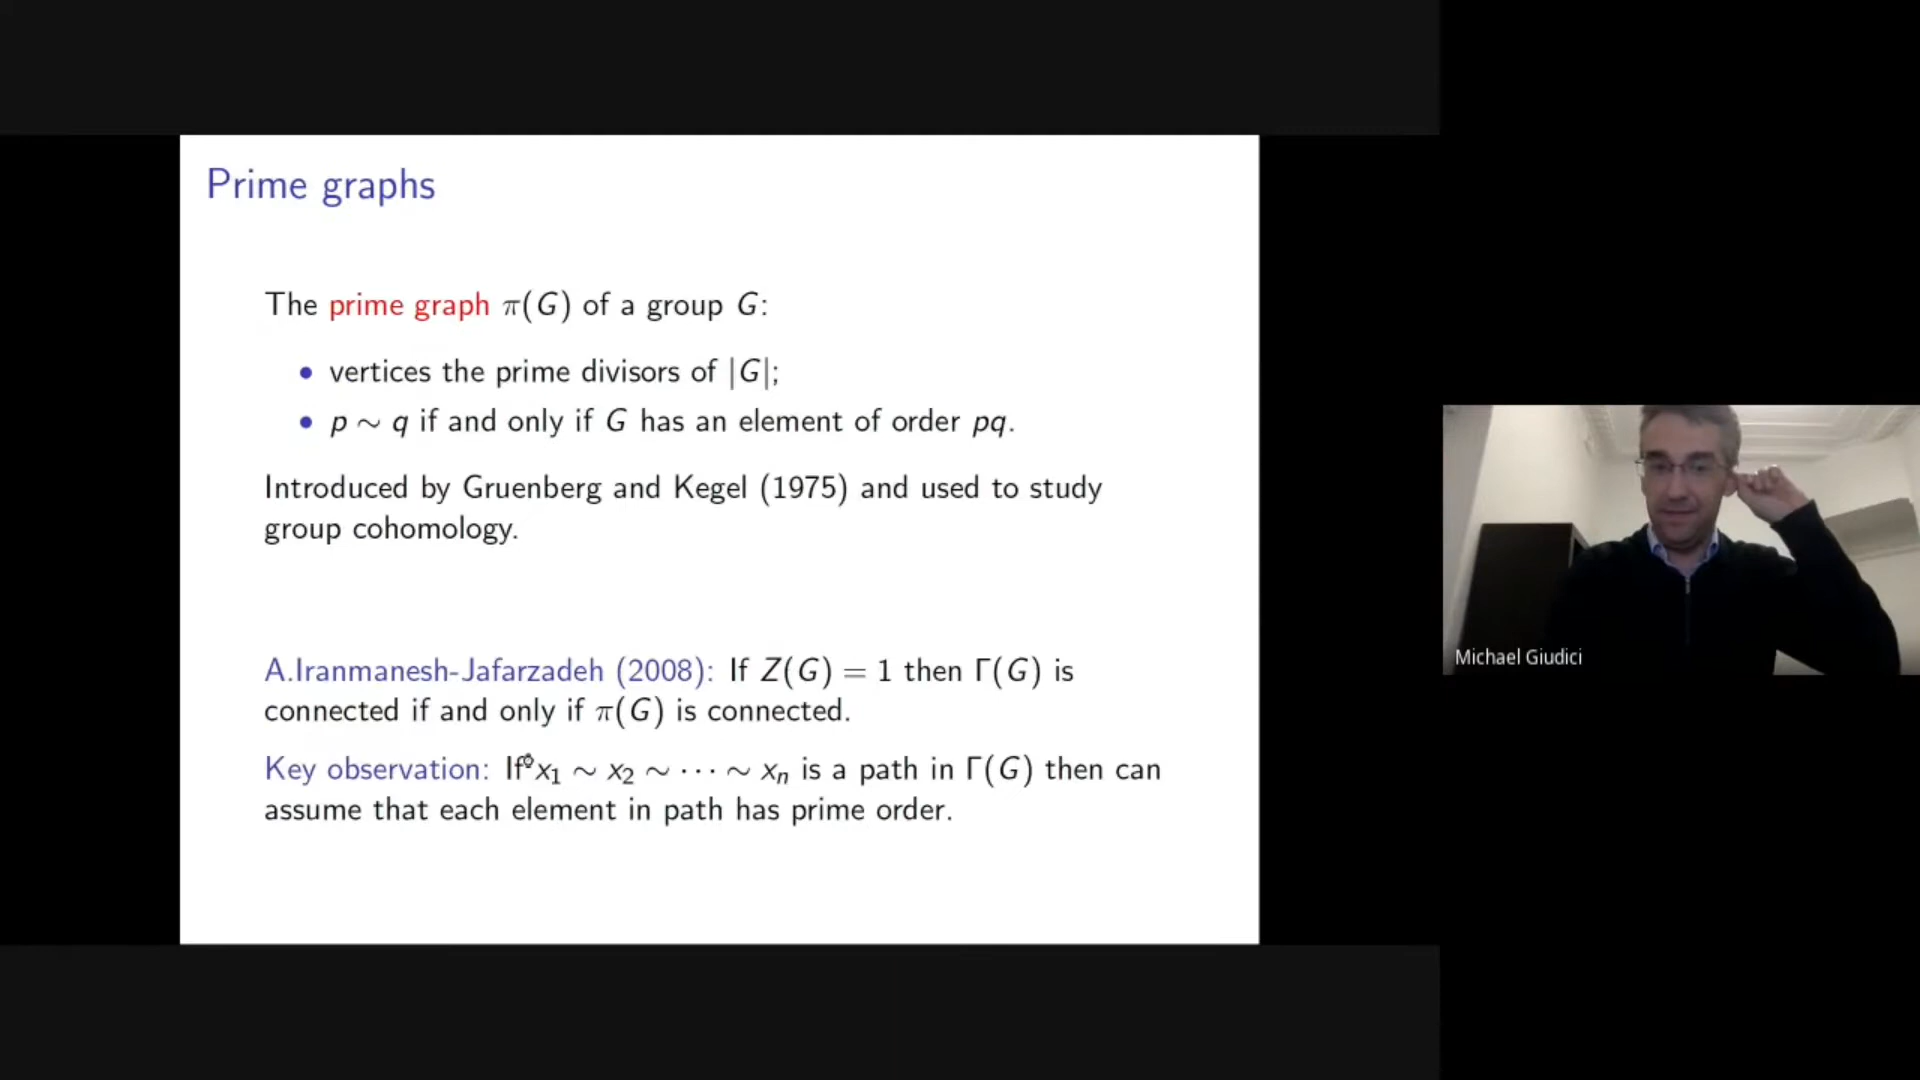 Prime graphs
The prime graph π(G) of a group G:
• vertices the prime divisors of |G|;
• p ∼ q if and only if G has an element of order pq.
Introduced by Gruenberg and Kegel (1975) and used to study
group cohomology.
A.Iranmanesh-Jafarzadeh (2008): If Z(G) = 1 then Γ(G) is
connected if and only if π(G) is connected.
Key observation: If x₁ ∼ x₂ ∼ ⋯ ∼ xₙ is a path in Γ(G) then can
assume that each element in path has prime order.
Michael Giudici